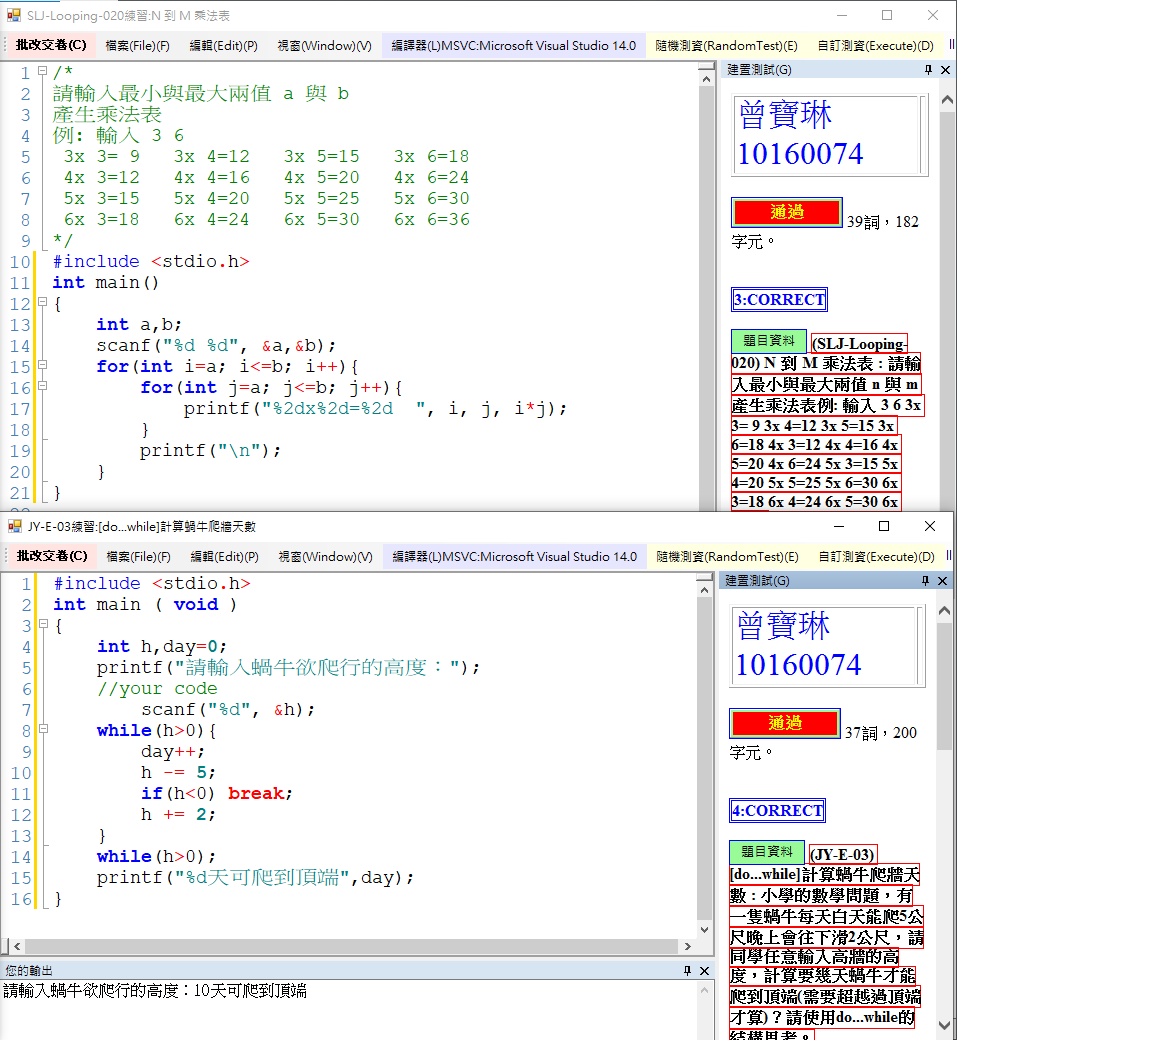 SLJ-Looping-020練習:N 到 M 乘法表
批改交卷(C) 檔案(File)(F) 編輯(Edit)(P) 視窗(Window)(V) 編譯器(L)MSVC:Microsoft Visual Studio 14.0 隨機測資(RandomTest)(E) 自訂測資(Execute)(D)
1 /*
2 請輸入最小與最大兩值 a 與 b
3 產生乘法表
4 例: 輸入 3 6
5 3x 3= 9 3x 4=12 3x 5=15 3x 6=18
6 4x 3=12 4x 4=16 4x 5=20 4x 6=24
7 5x 3=15 5x 4=20 5x 5=25 5x 6=30
8 6x 3=18 6x 4=24 6x 5=30 6x 6=36
9 */
10 #include <stdio.h>
11 int main()
12 {
13 int a,b;
14 scanf("%d %d", &a,&b);
15 for(int i=a; i<=b; i++){
16 for(int j=a; j<=b; j++){
17 printf("%2dx%2d=%2d  ", i, j, i*j);
18 }
19 printf("\n");
20 }
21 }
建置測試(G)
曾寶琳
10160074
通過 39詞，182
字元。
3:CORRECT
題目資料 (SLJ-Looping-
020) N 到 M 乘法表 : 請輸
入最小與最大兩值 n 與 m
產生乘法表例: 輸入 3 6 3x
3= 9 3x 4=12 3x 5=15 3x
6=18 4x 3=12 4x 4=16 4x
5=20 4x 6=24 5x 3=15 5x
4=20 5x 5=25 5x 6=30 6x
3=18 6x 4=24 6x 5=30 6x
JY-E-03練習:[do...while]計算蝸牛爬牆天數
批改交卷(C) 檔案(File)(F) 編輯(Edit)(P) 視窗(Window)(V) 編譯器(L)MSVC:Microsoft Visual Studio 14.0 隨機測資(RandomTest)(E) 自訂測資(Execute)(D)
1 #include <stdio.h>
2 int main ( void )
3 {
4 int h,day=0;
5 printf("請輸入蝸牛欲爬行的高度：");
6 //your code
7 scanf("%d", &h);
8 while(h>0){
9 day++;
10 h -= 5;
11 if(h<0) break;
12 h += 2;
13 }
14 while(h>0);
15 printf("%d天可爬到頂端",day);
16 }
建置測試(G)
曾寶琳
10160074
通過 37詞，200
字元。
4:CORRECT
題目資料 (JY-E-03)
[do...while]計算蝸牛爬牆天
數 : 小學的數學問題，有
一隻蝸牛每天白天能爬5公
尺晚上會往下滑2公尺，請
同學任意輸入高牆的高
度，計算要幾天蝸牛才能
爬到頂端(需要超越過頂端
才算)？請使用do...while的
結構思考。
您的輸出
請輸入蝸牛欲爬行的高度：10天可爬到頂端